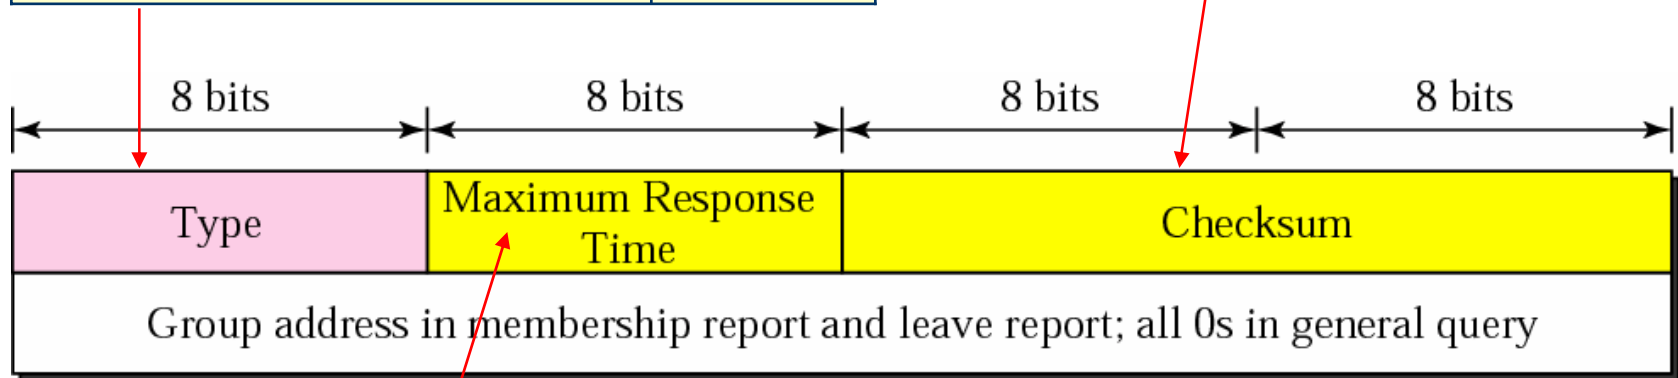 8 bits 8 bits 8 bits 8 bits
Type
Maximum Response
Time
Checksum
Group address in membership report and leave report; all 0s in general query